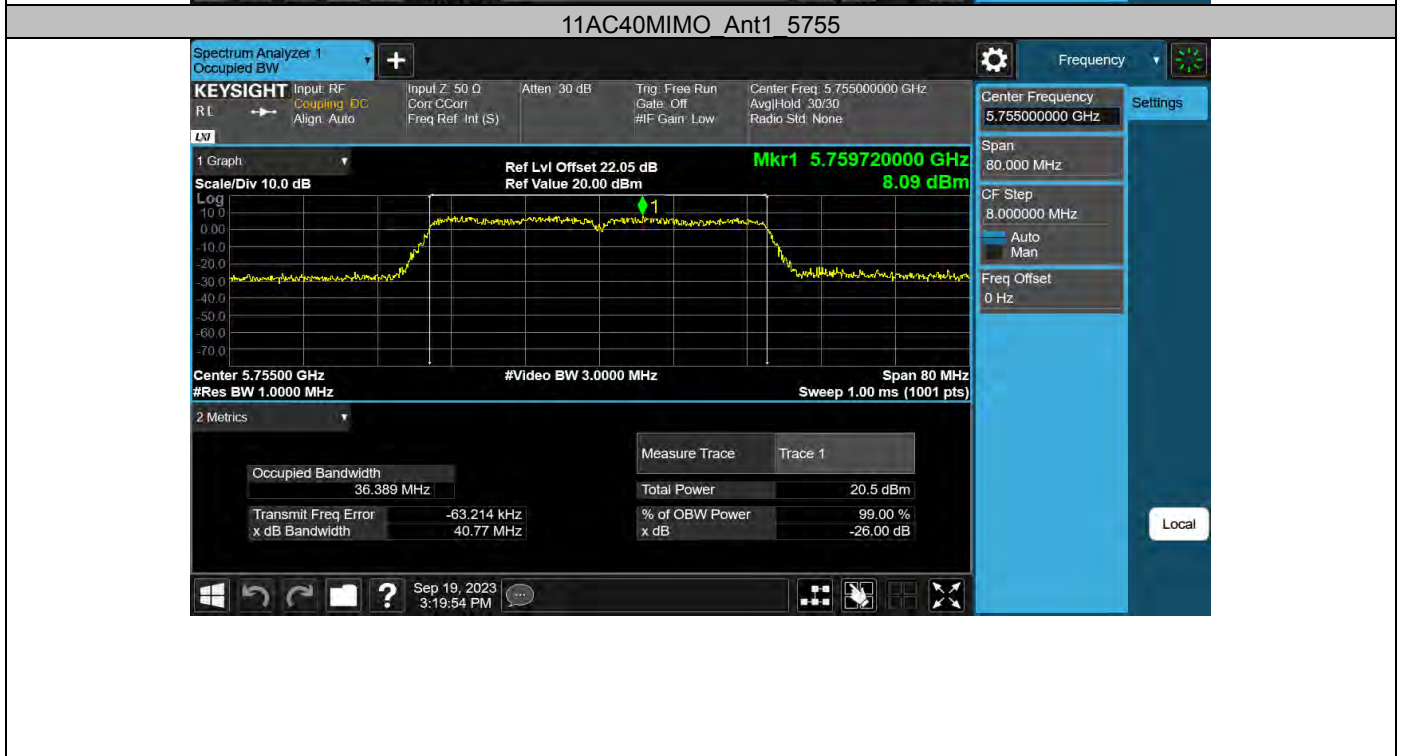 11AC40MIMO_Ant1_5755
Spectrum Analyzer 1
Occupied BW
+
Frequency
KEYSIGHT
RL
LXI
Input: RF
Coupling: DC
Align: Auto
Input Z: 50 Ω
Corr CCorr
Freq Ref: Int (S)
Atten: 30 dB
Trig: Free Run
Gate: Off
#IF Gain: Low
Center Freq: 5.755000000 GHz
Avg|Hold: 30/30
Radio Std: None
Center Frequency
5.755000000 GHz
Settings
Span
80.000 MHz
CF Step
8.000000 MHz
Auto
Man
Freq Offset
0 Hz
Local
1 Graph
Scale/Div 10.0 dB
Ref Lvl Offset 22.05 dB
Ref Value 20.00 dBm
Mkr1 5.759720000 GHz
8.09 dBm
Log
10.0
0.00
-10.0
-20.0
-30.0
-40.0
-50.0
-60.0
-70.0
1
Center 5.75500 GHz
#Res BW 1.0000 MHz
#Video BW 3.0000 MHz
Span 80 MHz
Sweep 1.00 ms (1001 pts)
2 Metrics
Measure Trace Trace 1
Occupied Bandwidth
36.389 MHz
Total Power 20.5 dBm
Transmit Freq Error -63.214 kHz
% of OBW Power 99.00 %
x dB Bandwidth 40.77 MHz
x dB -26.00 dB
?
Sep 19, 2023
3:19:54 PM